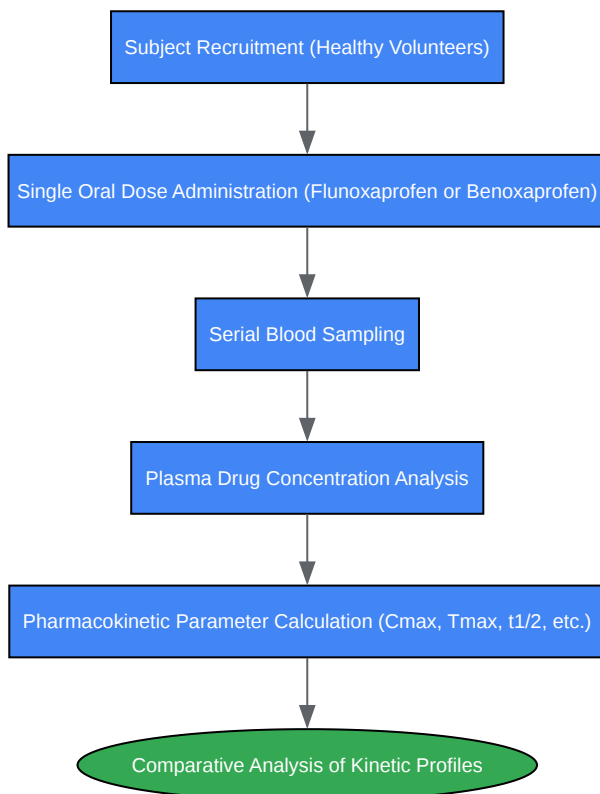 Subject Recruitment (Healthy Volunteers)
Single Oral Dose Administration (Flunoxaprofen or Benoxaprofen)
Serial Blood Sampling
Plasma Drug Concentration Analysis
Pharmacokinetic Parameter Calculation (Cmax, Tmax, t1/2, etc.)
Comparative Analysis of Kinetic Profiles